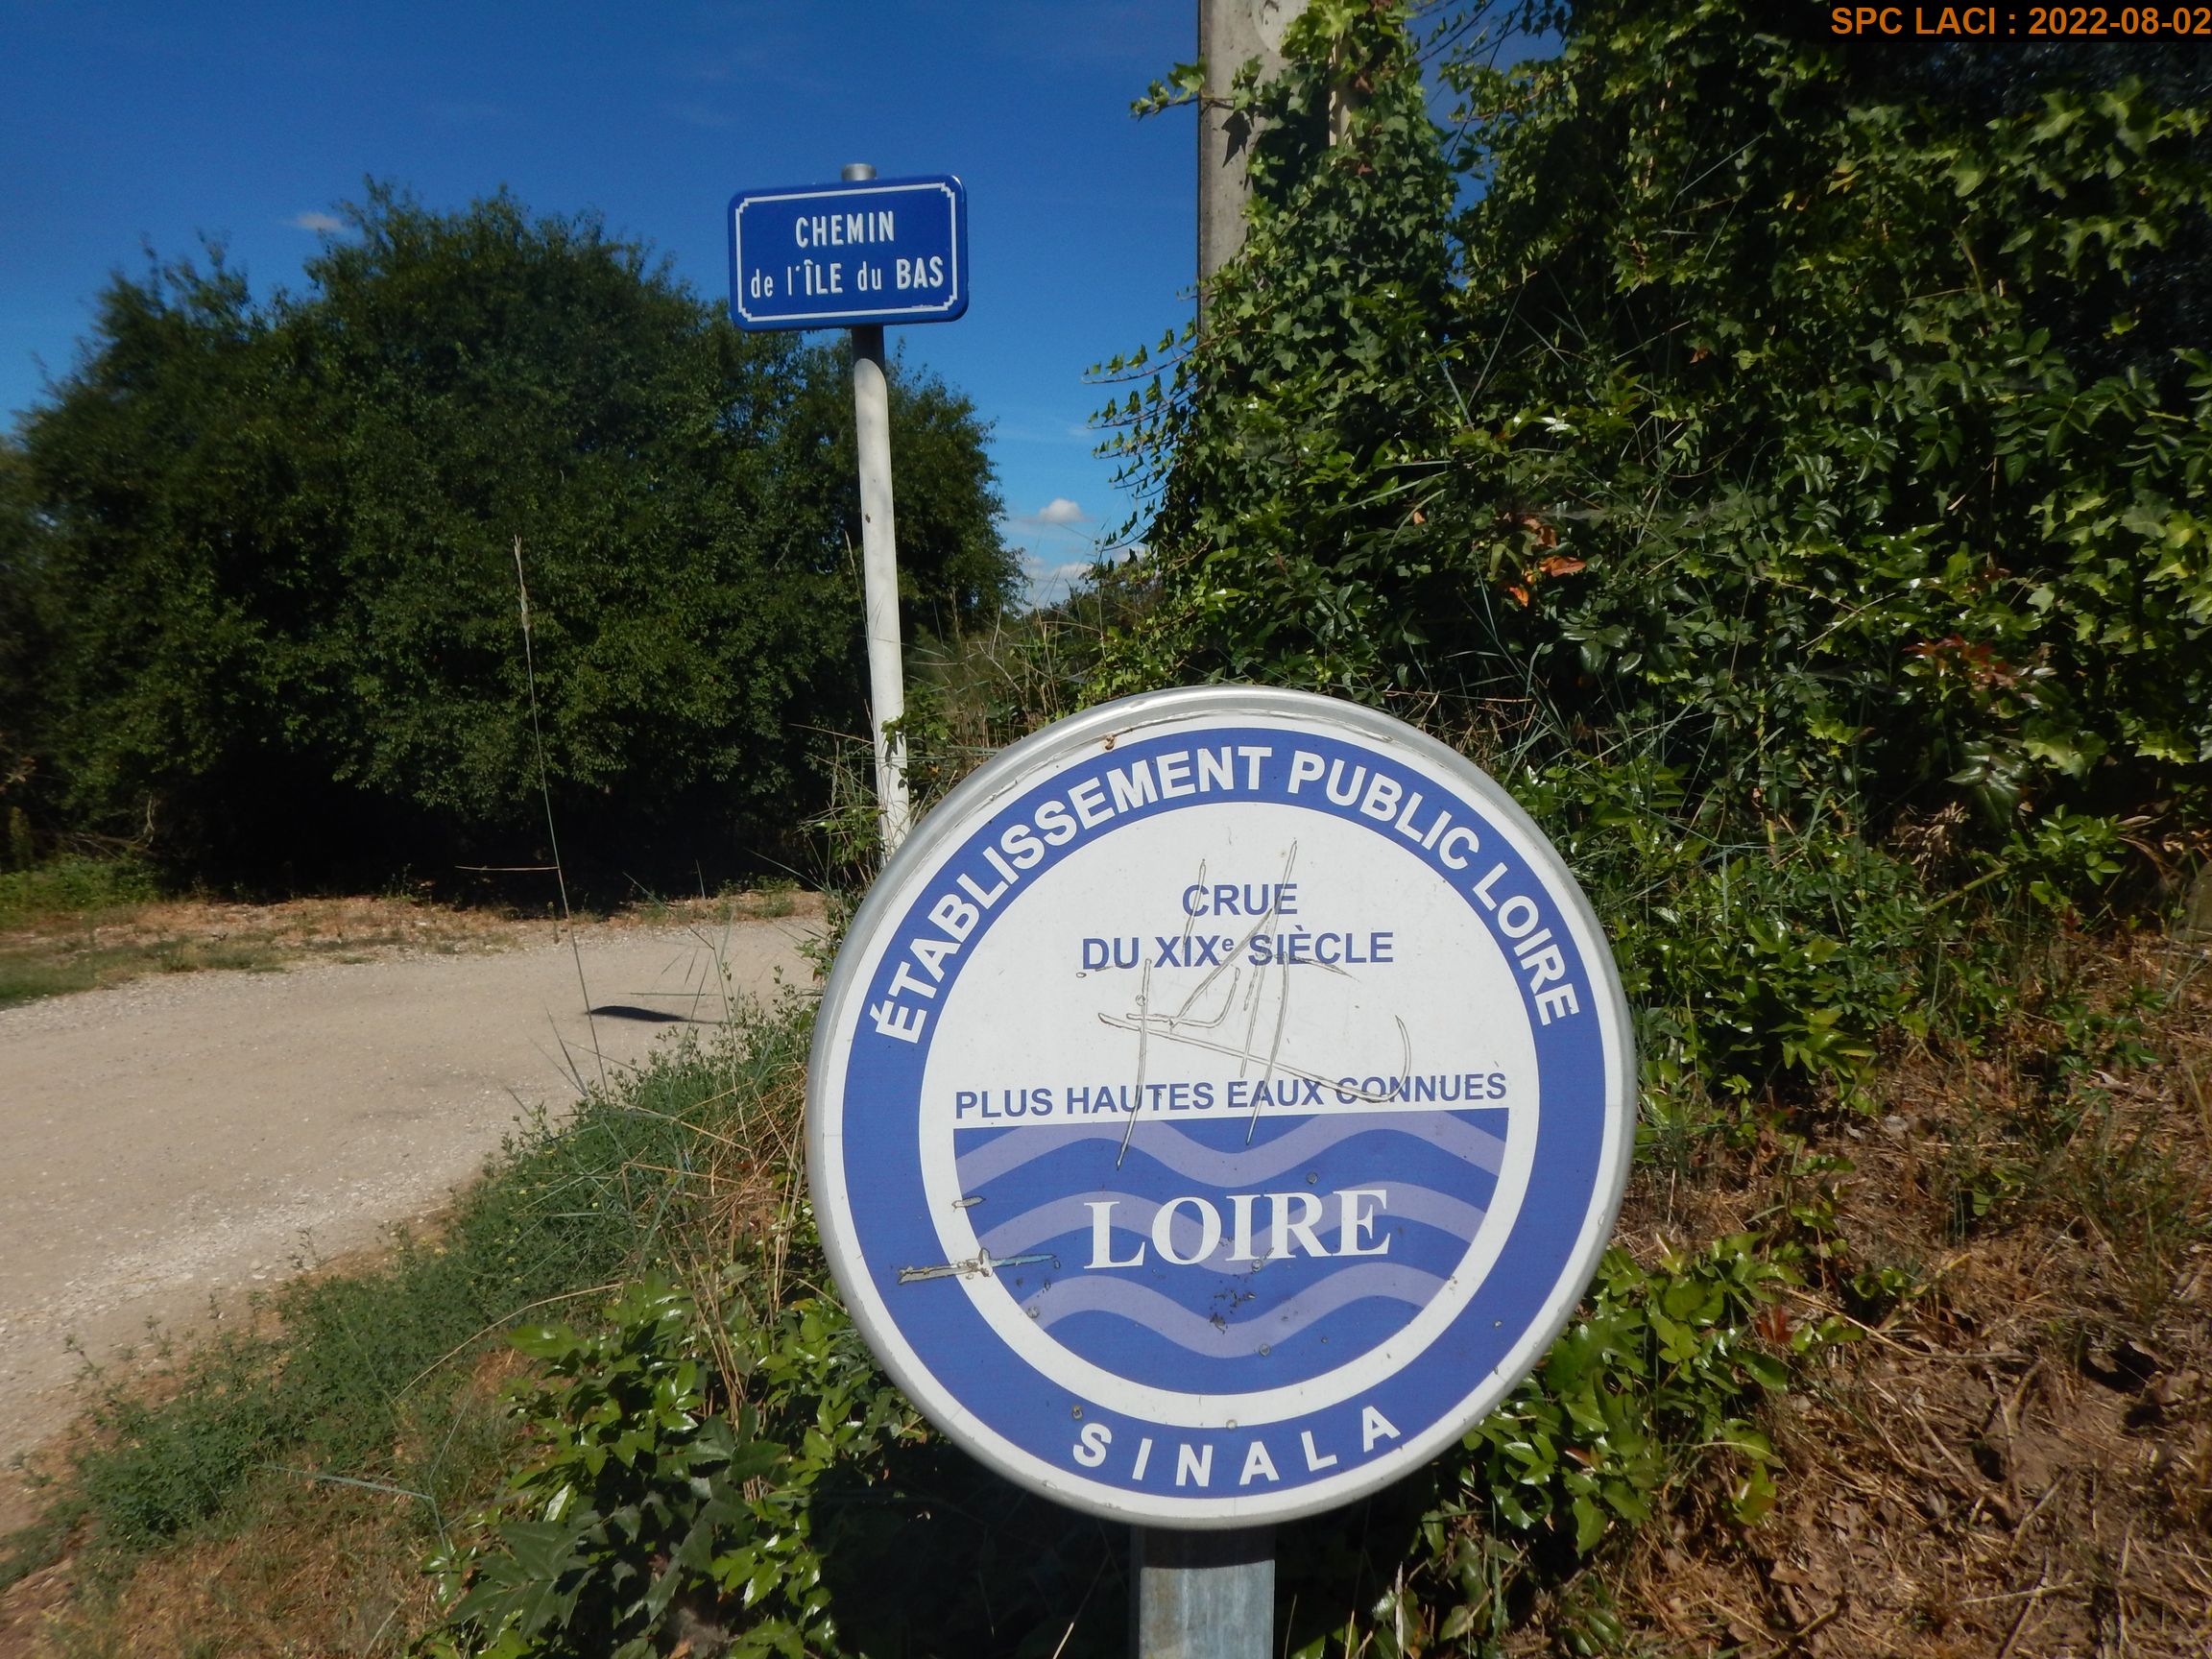 SPC LACI : 2022-08-02
CHEMIN
de l'ÎLE du BAS
ÉTABLISSEMENT PUBLIC LOIRE
CRUE
DU XIXe SIÈCLE
PLUS HAUTES EAUX CONNUES
LOIRE
SINALA